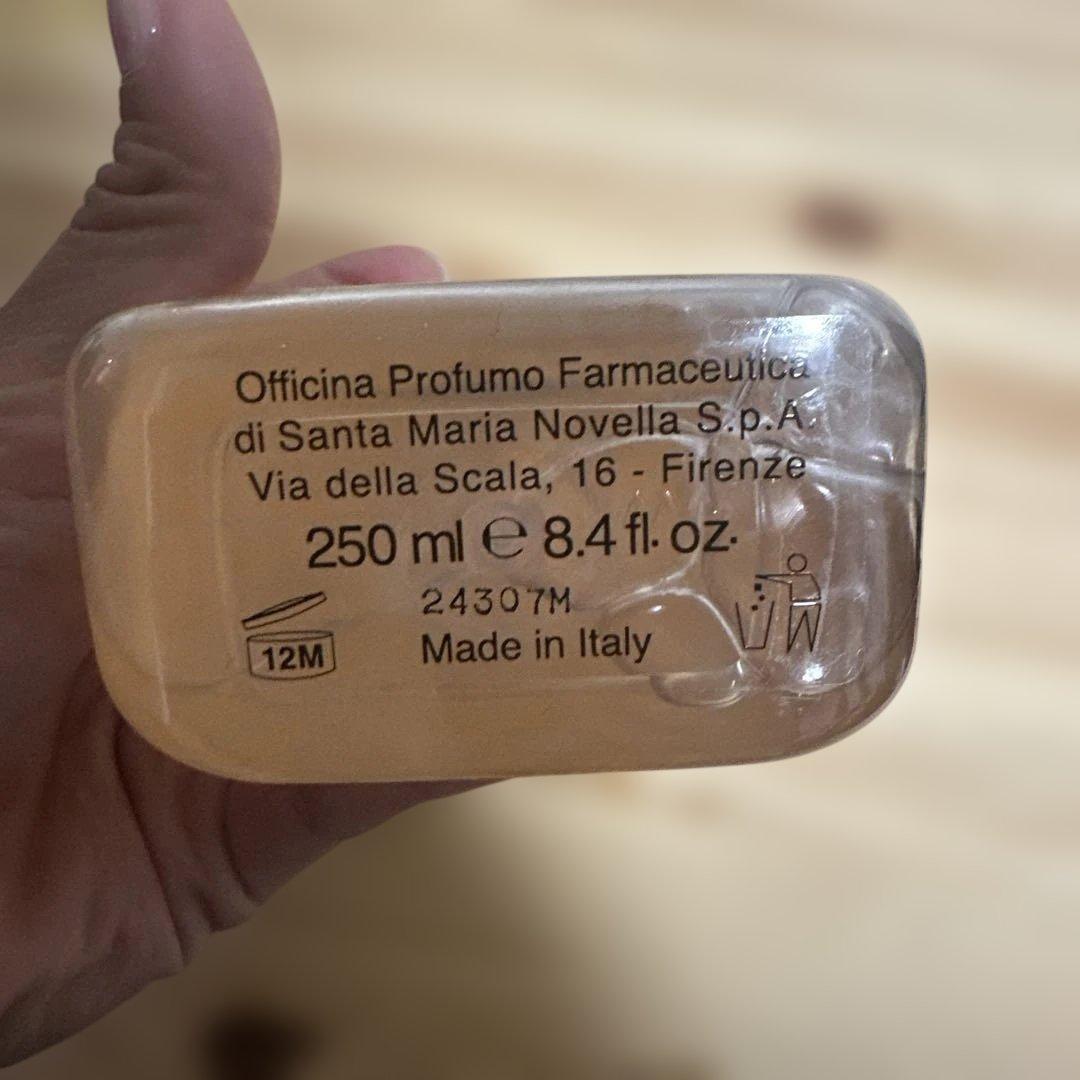 Officina Profumo Farmaceutica
di Santa Maria Novella S.p.A.
Via della Scala, 16 - Firenze
250 ml ℮ 8.4 fl. oz.
24307M
12M
Made in Italy